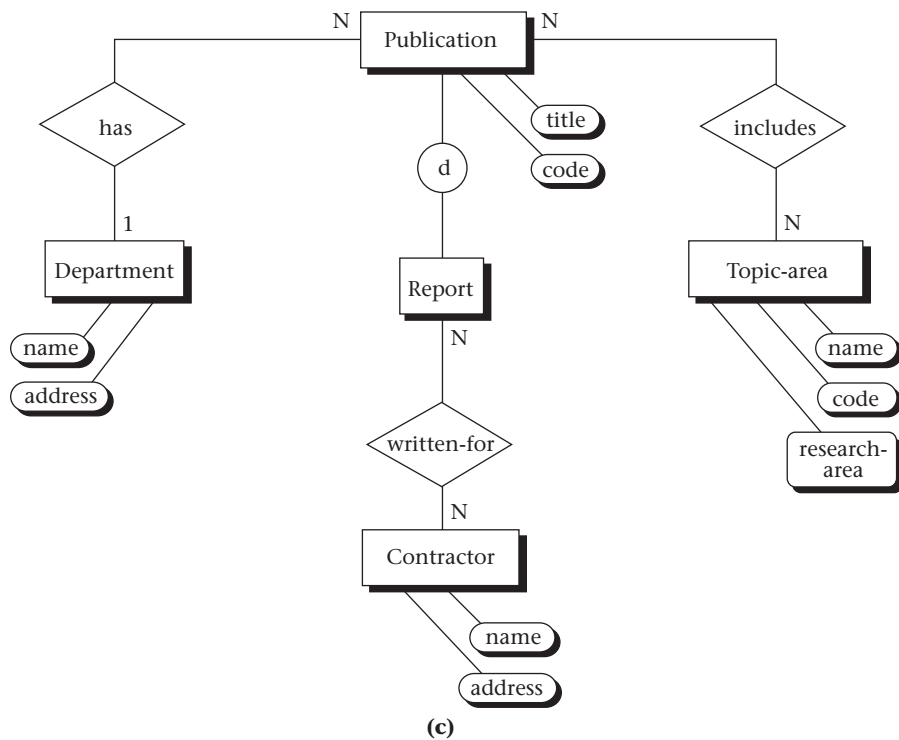 N
Publication
N
has
title
includes
d
code
1
N
Department
Report
Topic-area
name
N
name
address
code
written-for
research-
area
N
Contractor
name
address
(c)